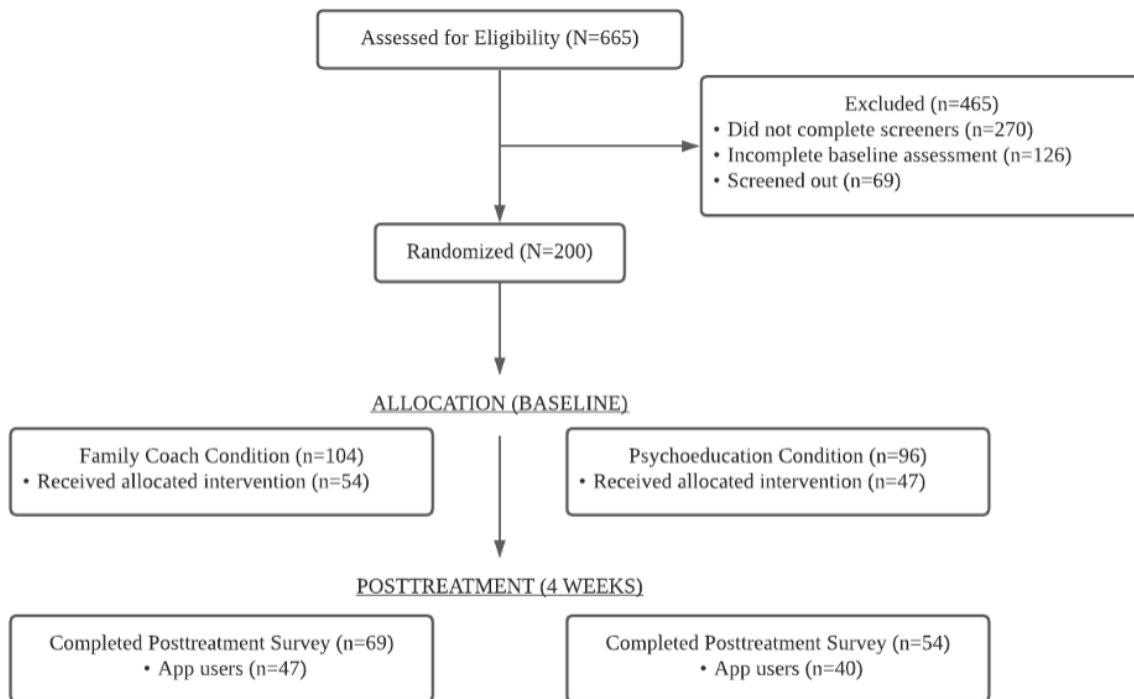 Assessed for Eligibility (N=665)
Excluded (n=465)
• Did not complete screeners (n=270)
• Incomplete baseline assessment (n=126)
• Screened out (n=69)
Randomized (N=200)
ALLOCATION (BASELINE)
Family Coach Condition (n=104)
• Received allocated intervention (n=54)
Psychoeducation Condition (n=96)
• Received allocated intervention (n=47)
POSTTREATMENT (4 WEEKS)
Completed Posttreatment Survey (n=69)
• App users (n=47)
Completed Posttreatment Survey (n=54)
• App users (n=40)